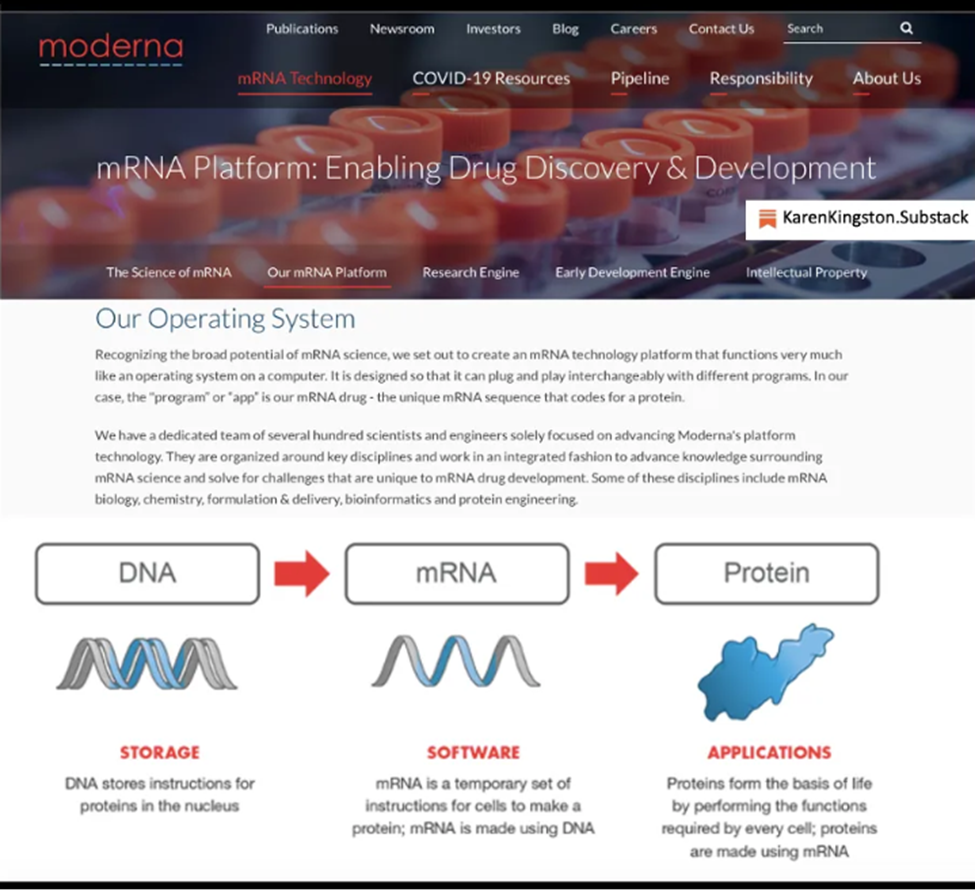 Publications Newsroom Investors Blog Careers Contact Us Search
moderna
mRNA Technology COVID-19 Resources Pipeline Responsibility About Us
mRNA Platform: Enabling Drug Discovery & Development
KarenKingston.Substack
The Science of mRNA Our mRNA Platform Research Engine Early Development Engine Intellectual Property
Our Operating System
Recognizing the broad potential of mRNA science, we set out to create an mRNA technology platform that functions very much
like an operating system on a computer. It is designed so that it can plug and play interchangeably with different programs. In our
case, the "program" or "app" is our mRNA drug - the unique mRNA sequence that codes for a protein.
We have a dedicated team of several hundred scientists and engineers solely focused on advancing Moderna's platform
technology. They are organized around key disciplines and work in an integrated fashion to advance knowledge surrounding
mRNA science and solve for challenges that are unique to mRNA drug development. Some of these disciplines include mRNA
biology, chemistry, formulation & delivery, bioinformatics and protein engineering.
DNA mRNA Protein
STORAGE SOFTWARE APPLICATIONS
DNA stores instructions for mRNA is a temporary set of Proteins form the basis of life
proteins in the nucleus instructions for cells to make a by performing the functions
protein; mRNA is made using DNA required by every cell; proteins
are made using mRNA